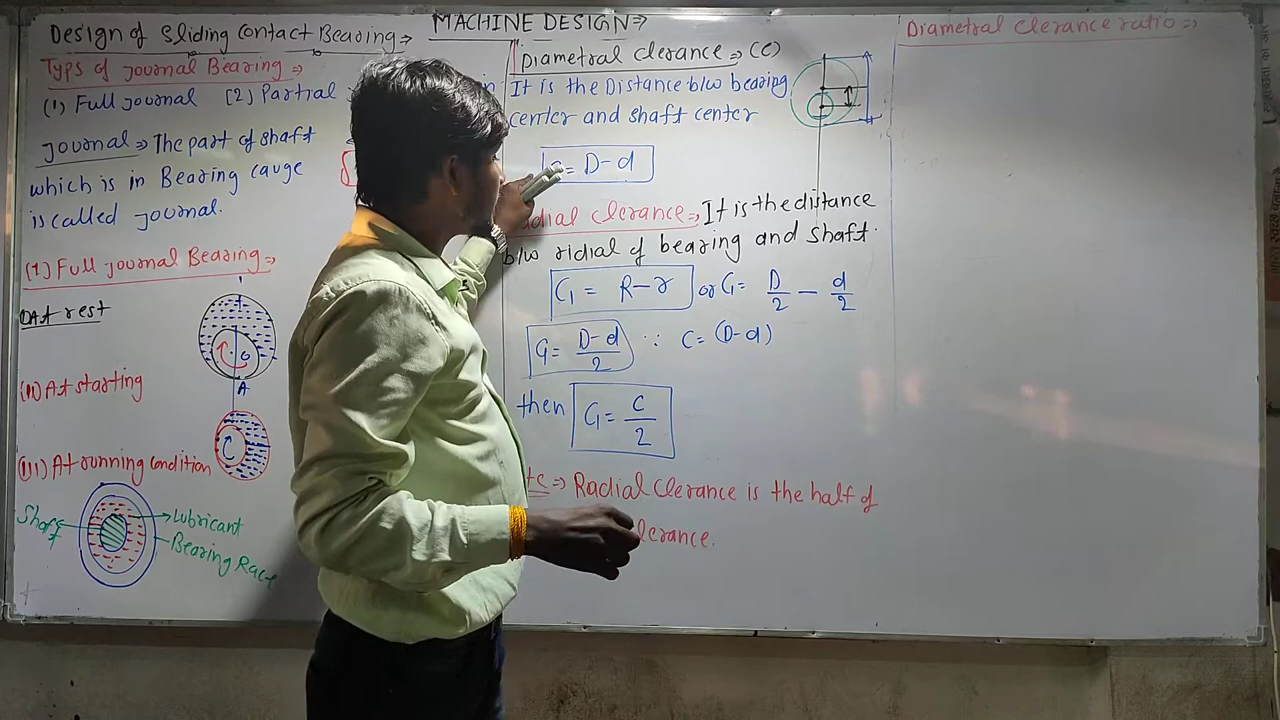 MACHINE DESIGN ⇒
Design of Sliding Contact Bearing ⇒
Typs of Journal Bearing ⇒
(1) Full Journal (2) Partial
Journal ⇒ The part of shaft
which is in Bearing cauge
is called journal.
(1) Full journal Bearing ⇒
(I) At rest
A
(II) At starting
(III) At running condition
Shaft
Lubricant
Bearing Race
Diametral Clerance ⇒ (C)
It is the Distance b/w bearing
center and shaft center
= D-d
adial Clerance ⇒ It is the distance
b/w ridial of bearing and shaft.
C₁ = R-r or C₁ = D/2 - d/2
C₁ = D-d/2 ∵ C = (D-d)
then C₁ = C/2
⇒ Radial Clerance is the half of
lerance.
Diametral Clerance ratio ⇒